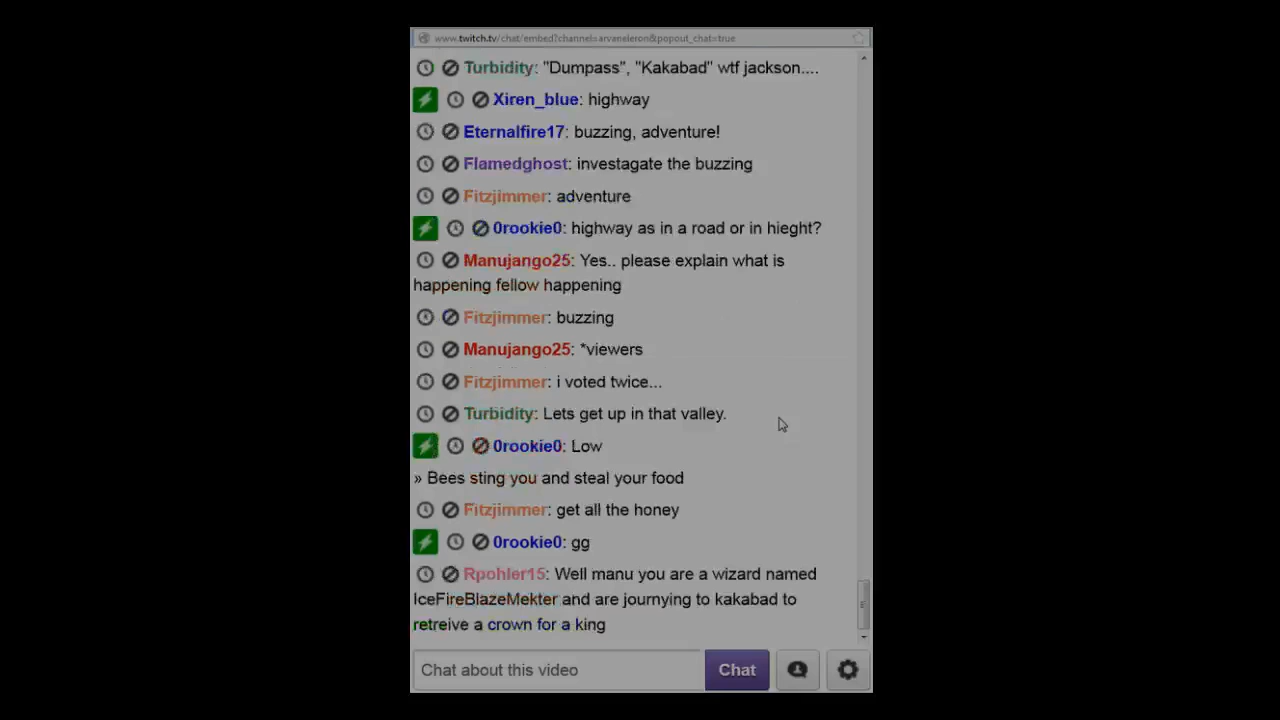 www.twitch.tv/chat/embed?channel=arvaneleron&popout_chat=true
Turbidity: "Dumpass", "Kakabad" wtf jackson....
Xiren_blue: highway
Eternalfire17: buzzing, adventure!
Flamedghost: investagate the buzzing
Fitzjimmer: adventure
0rookie0: highway as in a road or in hieght?
Manujango25: Yes.. please explain what is
happening fellow happening
Fitzjimmer: buzzing
Manujango25: *viewers
Fitzjimmer: i voted twice...
Turbidity: Lets get up in that valley.
0rookie0: Low
» Bees sting you and steal your food
Fitzjimmer: get all the honey
0rookie0: gg
Rpohler15: Well manu you are a wizard named
IceFireBlazeMekter and are journying to kakabad to
retreive a crown for a king
Chat about this video
Chat